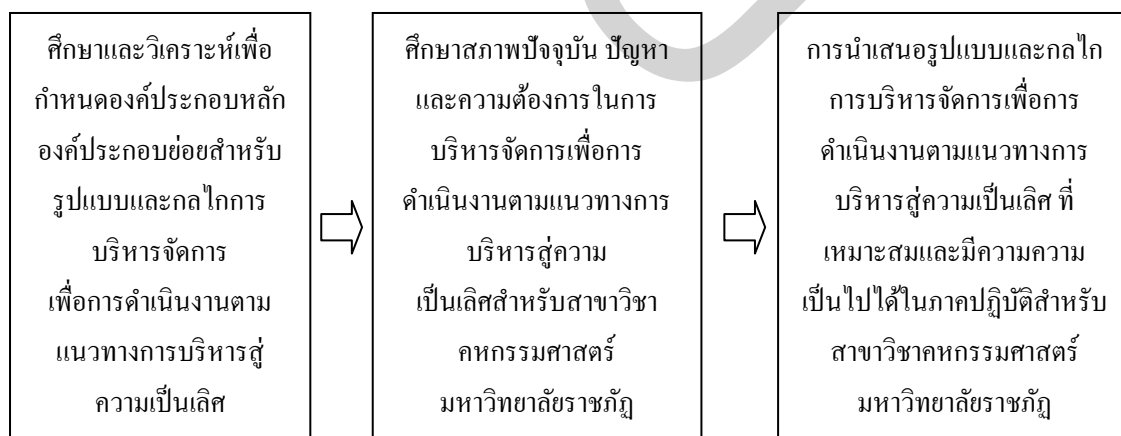 ศึกษาและวิเคราะห์เพื่อ
กำหนดองค์ประกอบหลัก
องค์ประกอบย่อยสำหรับ
รูปแบบและกลไกการ
บริหารจัดการ
เพื่อการดำเนินงานตาม
แนวทางการบริหารสู่
ความเป็นเลิศ
ศึกษาสภาพปัจจุบัน ปัญหา
และความต้องการในการ
บริหารจัดการเพื่อการ
ดำเนินงานตามแนวทางการ
บริหารสู่ความ
เป็นเลิศสำหรับสาขาวิชา
คหกรรมศาสตร์
มหาวิทยาลัยราชภัฏ
การนำเสนอรูปแบบและกลไก
การบริหารจัดการเพื่อการ
ดำเนินงานตามแนวทางการ
บริหารสู่ความเป็นเลิศ ที่
เหมาะสมและมีความความ
เป็นไปได้ในภาคปฏิบัติสำหรับ
สาขาวิชาคหกรรมศาสตร์
มหาวิทยาลัยราชภัฏ